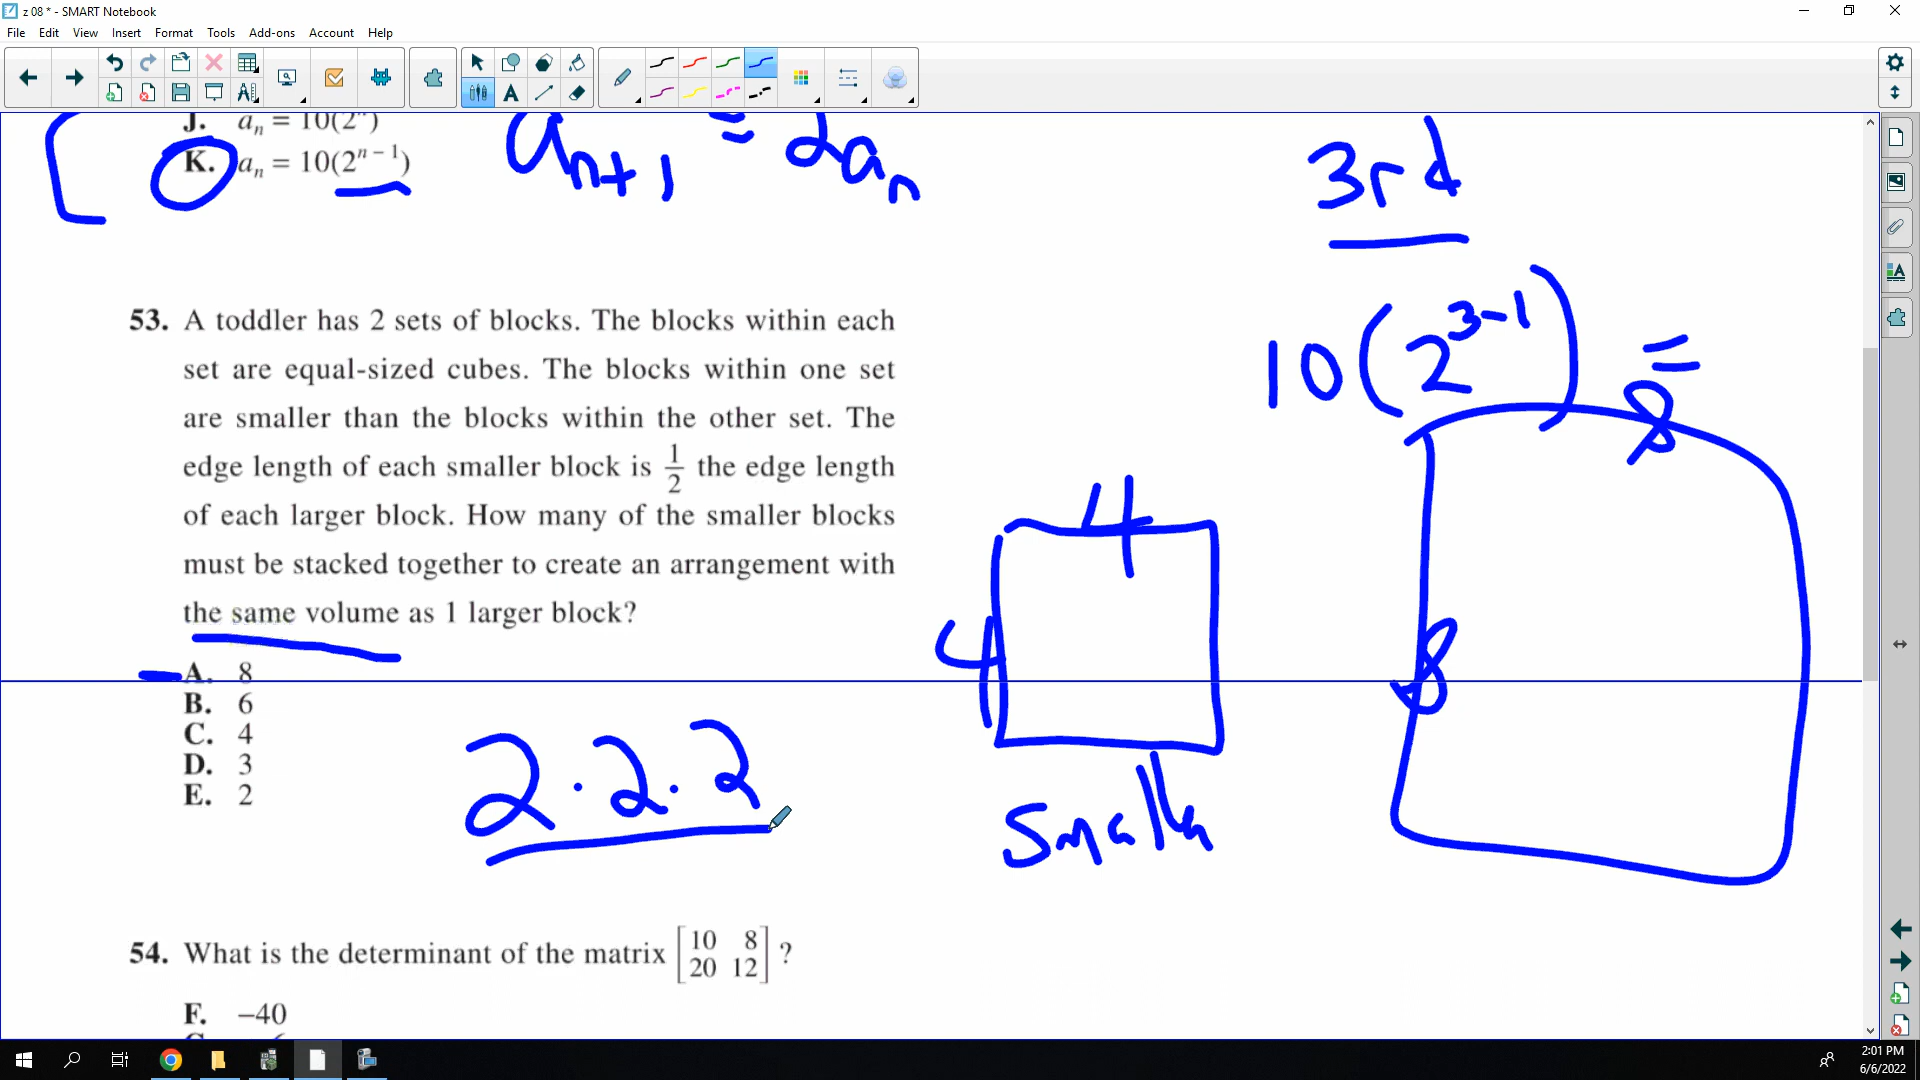 z 08 * - SMART Notebook
File Edit View Insert Format Tools Add-ons Account Help
J. aₙ = 10(2ⁿ)
K. aₙ = 10(2ⁿ⁻¹)
aₙ₊₁ = 2aₙ
3rd
10(2³⁻¹) =
53. A toddler has 2 sets of blocks. The blocks within each
set are equal-sized cubes. The blocks within one set
are smaller than the blocks within the other set. The
edge length of each smaller block is 1/2 the edge length
of each larger block. How many of the smaller blocks
must be stacked together to create an arrangement with
the same volume as 1 larger block?
A. 8
B. 6
C. 4
D. 3
E. 2
2 · 2 · 2
4
4
8
8
54. What is the determinant of the matrix [10 8
20 12] ?
F. –40
2:01 PM
6/6/2022